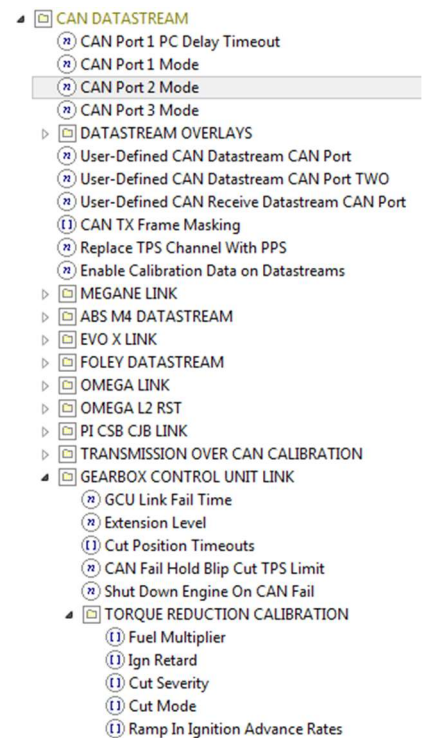 CAN DATASTREAM
CAN Port 1 PC Delay Timeout
CAN Port 1 Mode
CAN Port 2 Mode
CAN Port 3 Mode
DATASTREAM OVERLAYS
User-Defined CAN Datastream CAN Port
User-Defined CAN Datastream CAN Port TWO
User-Defined CAN Receive Datastream CAN Port
CAN TX Frame Masking
Replace TPS Channel With PPS
Enable Calibration Data on Datastreams
MEGANE LINK
ABS M4 DATASTREAM
EVO X LINK
FOLEY DATASTREAM
OMEGA LINK
OMEGA L2 RST
PI CSB CJB LINK
TRANSMISSION OVER CAN CALIBRATION
GEARBOX CONTROL UNIT LINK
GCU Link Fail Time
Extension Level
Cut Position Timeouts
CAN Fail Hold Blip Cut TPS Limit
Shut Down Engine On CAN Fail
TORQUE REDUCTION CALIBRATION
Fuel Multiplier
Ign Retard
Cut Severity
Cut Mode
Ramp In Ignition Advance Rates